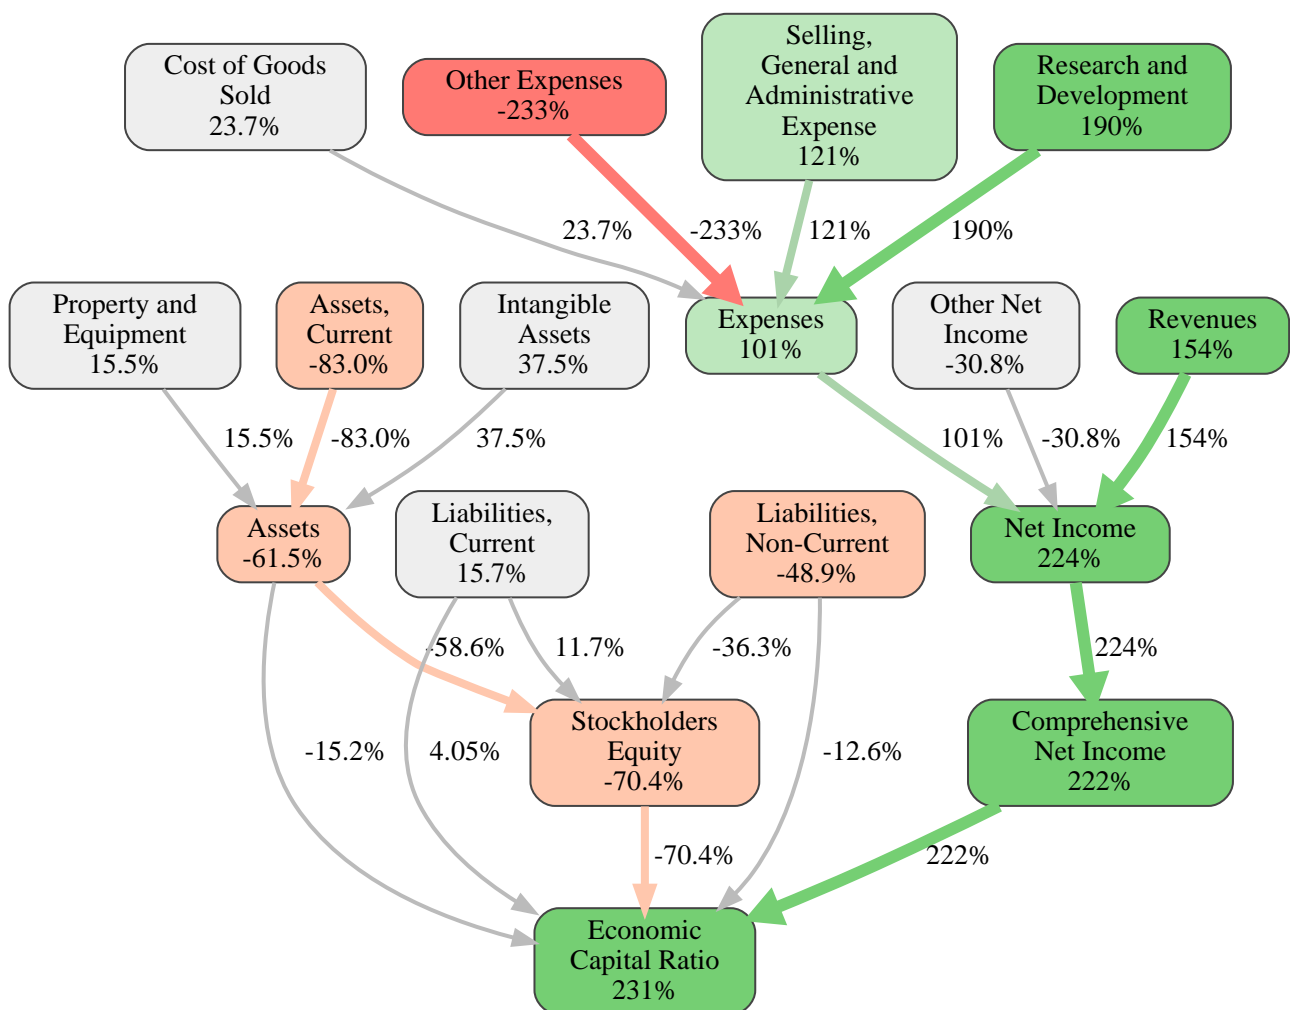 Cost of Goods
Sold
23.7%
Other Expenses
-233%
Selling,
General and
Administrative
Expense
121%
Research and
Development
190%
23.7%
-233%
121%
190%
Property and
Equipment
15.5%
Assets,
Current
-83.0%
Intangible
Assets
37.5%
Expenses
101%
Other Net
Income
-30.8%
Revenues
154%
15.5%
-83.0%
37.5%
101%
-30.8%
154%
Assets
-61.5%
Liabilities,
Current
15.7%
Liabilities,
Non-Current
-48.9%
Net Income
224%
-58.6%
11.7%
-36.3%
224%
Stockholders
Equity
-70.4%
Comprehensive
Net Income
222%
-15.2%
4.05%
-12.6%
-70.4%
222%
Economic
Capital Ratio
231%